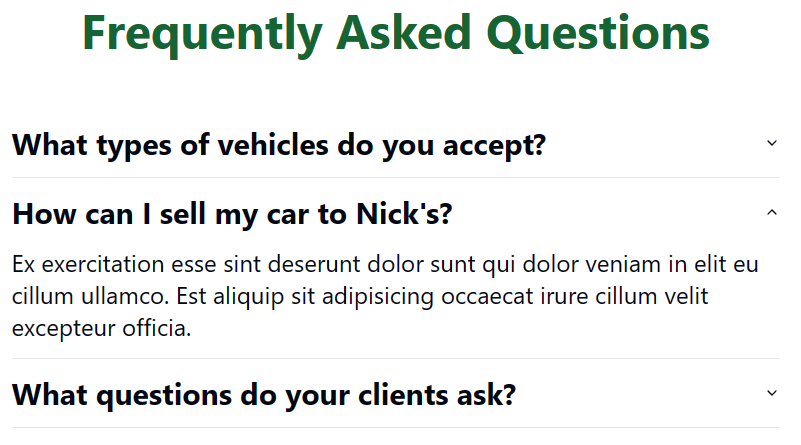 Frequently Asked Questions
What types of vehicles do you accept?
How can I sell my car to Nick's?
Ex exercitation esse sint deserunt dolor sunt qui dolor veniam in elit eu
cillum ullamco. Est aliquip sit adipisicing occaecat irure cillum velit
excepteur officia.
What questions do your clients ask?